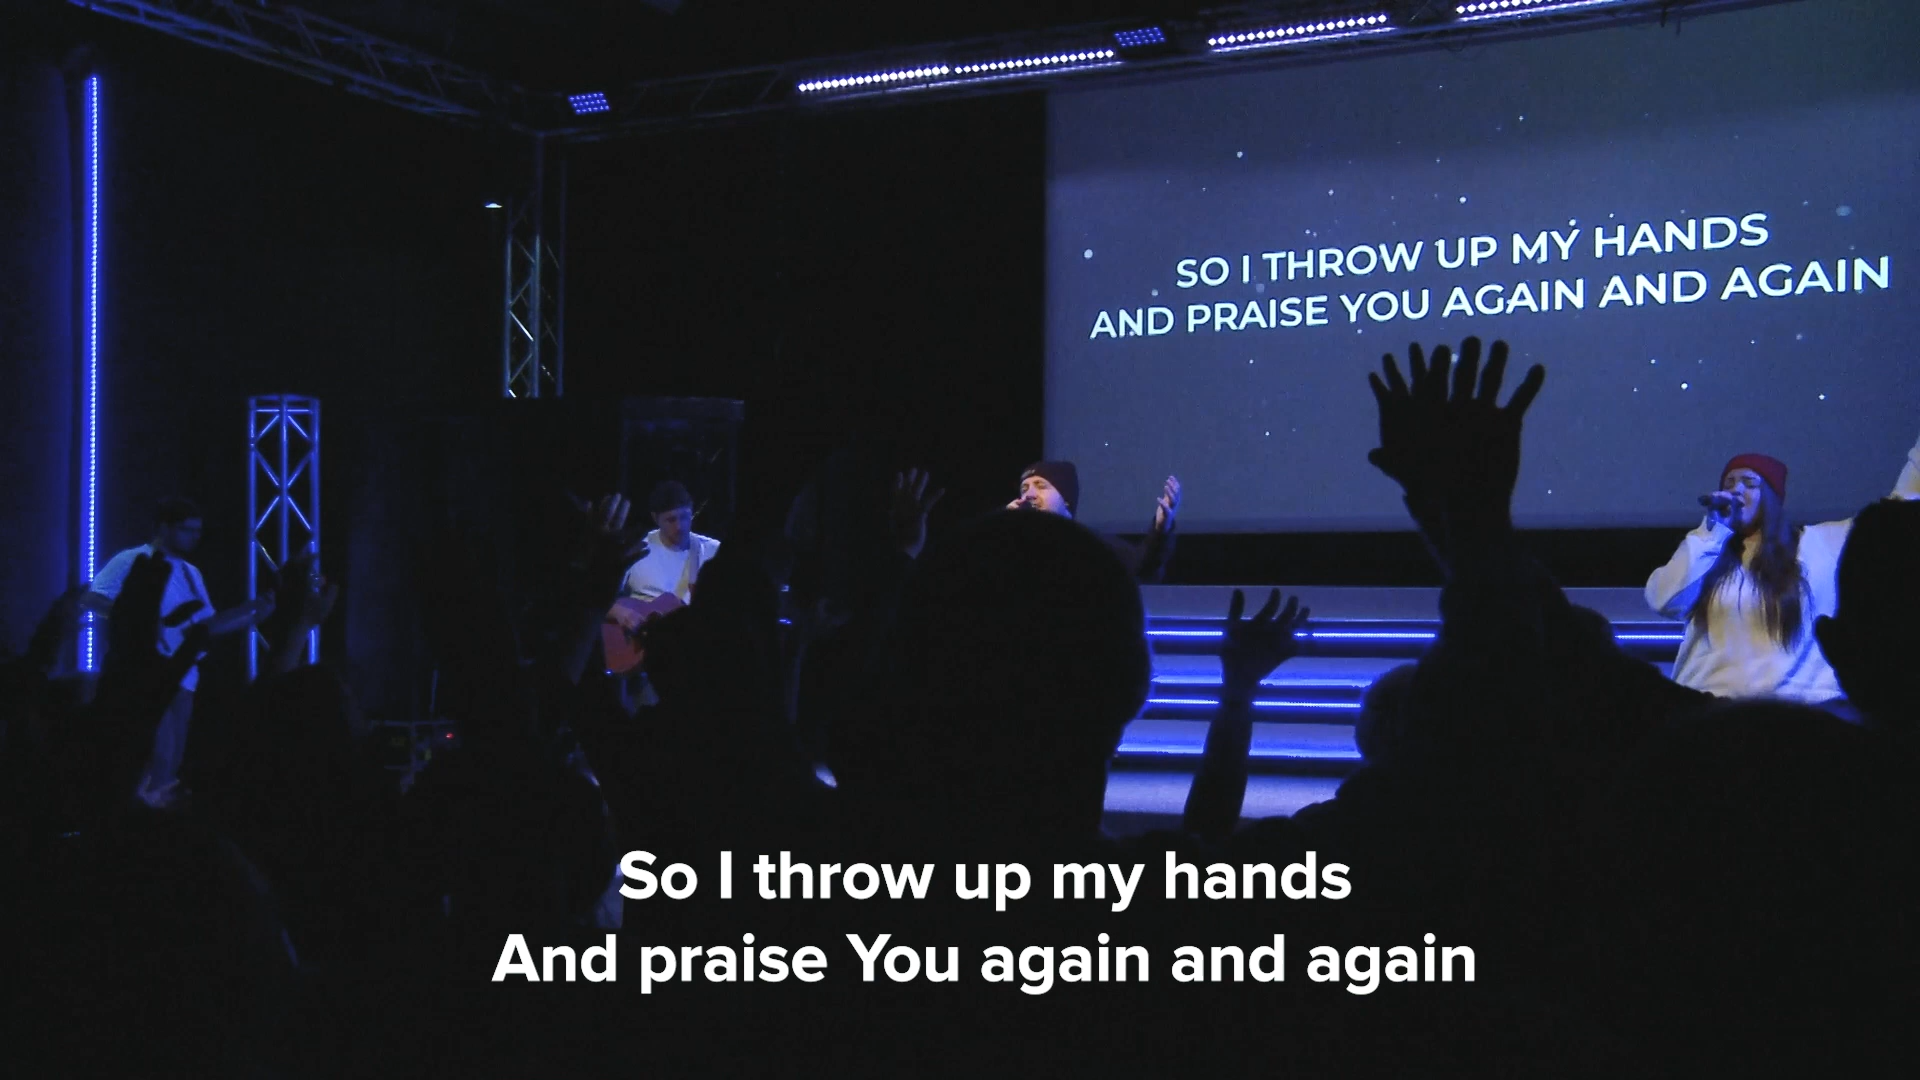 SO I THROW UP MY HANDS
AND PRAISE YOU AGAIN AND AGAIN
So I throw up my hands
And praise You again and again